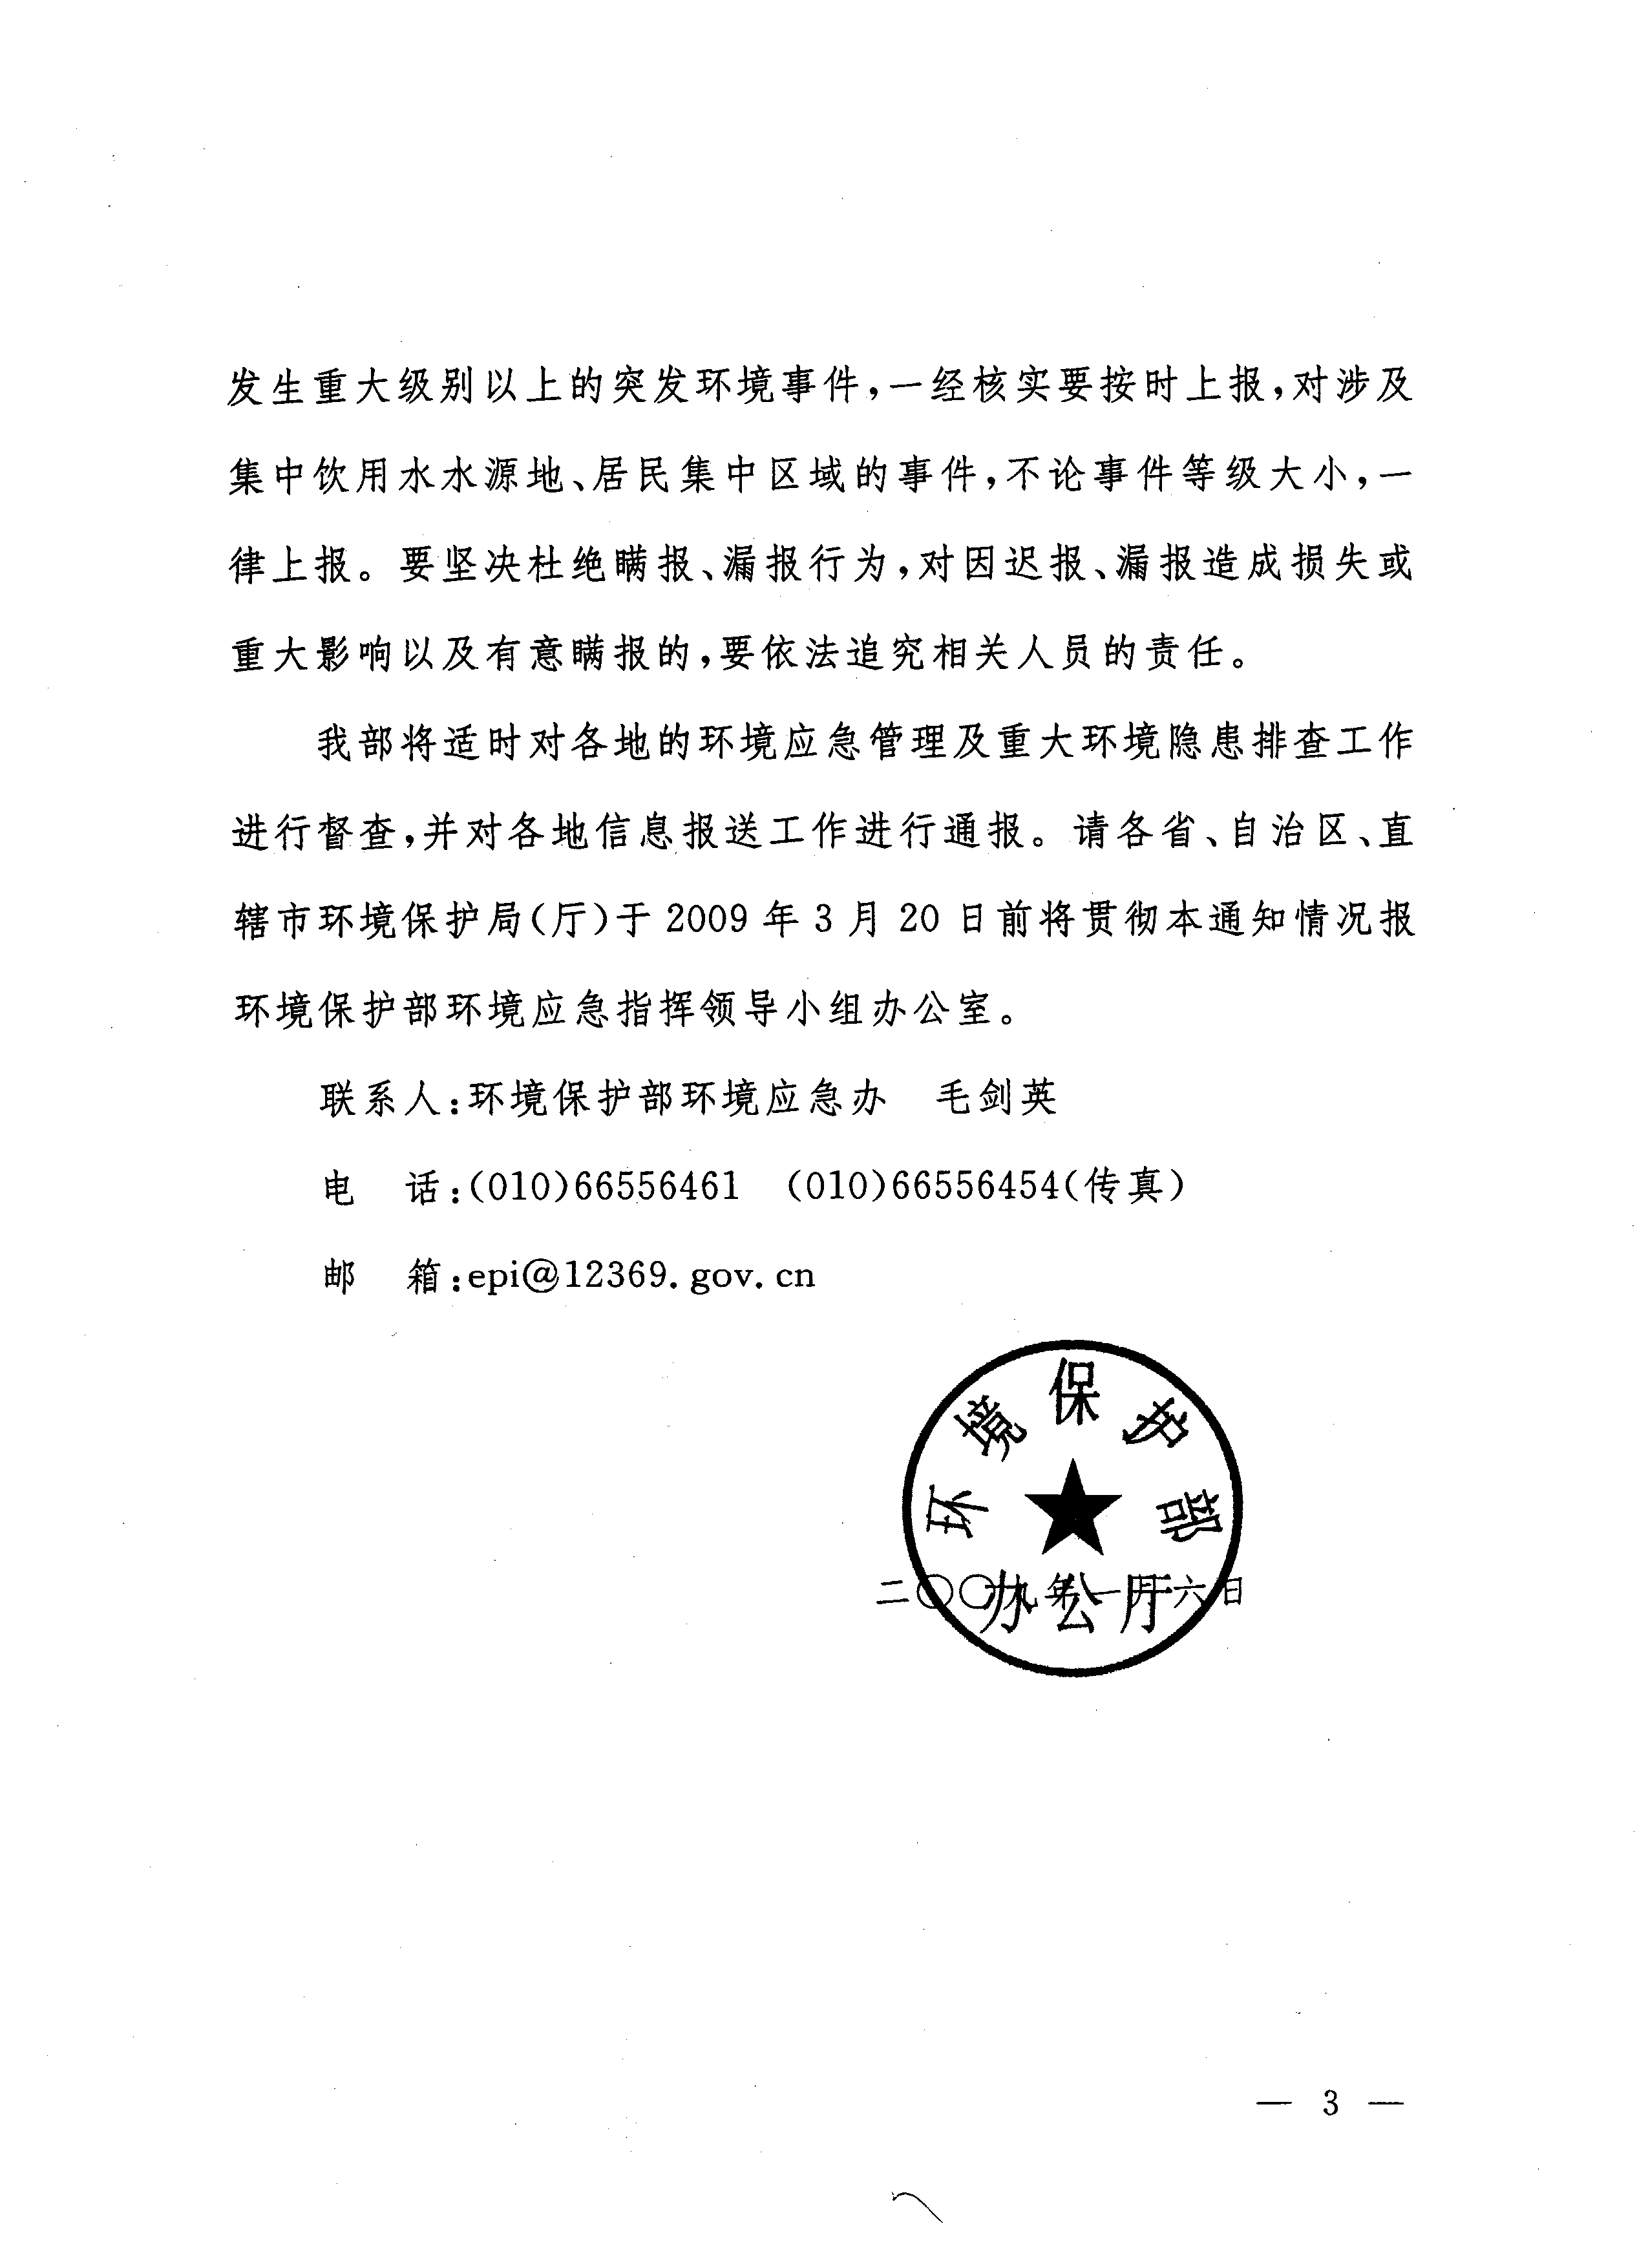 发生重大级别以上的突发环境事件,一经核实要按时上报,对涉及
集中饮用水水源地、居民集中区域的事件,不论事件等级大小,一
律上报。要坚决杜绝瞒报、漏报行为,对因迟报、漏报造成损失或
重大影响以及有意瞒报的,要依法追究相关人员的责任。
我部将适时对各地的环境应急管理及重大环境隐患排查工作
进行督查,并对各地信息报送工作进行通报。请各省、自治区、直
辖市环境保护局(厅)于 2009 年 3 月 20 日前将贯彻本通知情况报
环境保护部环境应急指挥领导小组办公室。
联系人:环境保护部环境应急办 毛剑英
电 话:(010)66556461 (010)66556454(传真)
邮 箱:epi@12369.gov.cn
环境保护部
办公厅
二〇〇九年一月六日
— 3 —